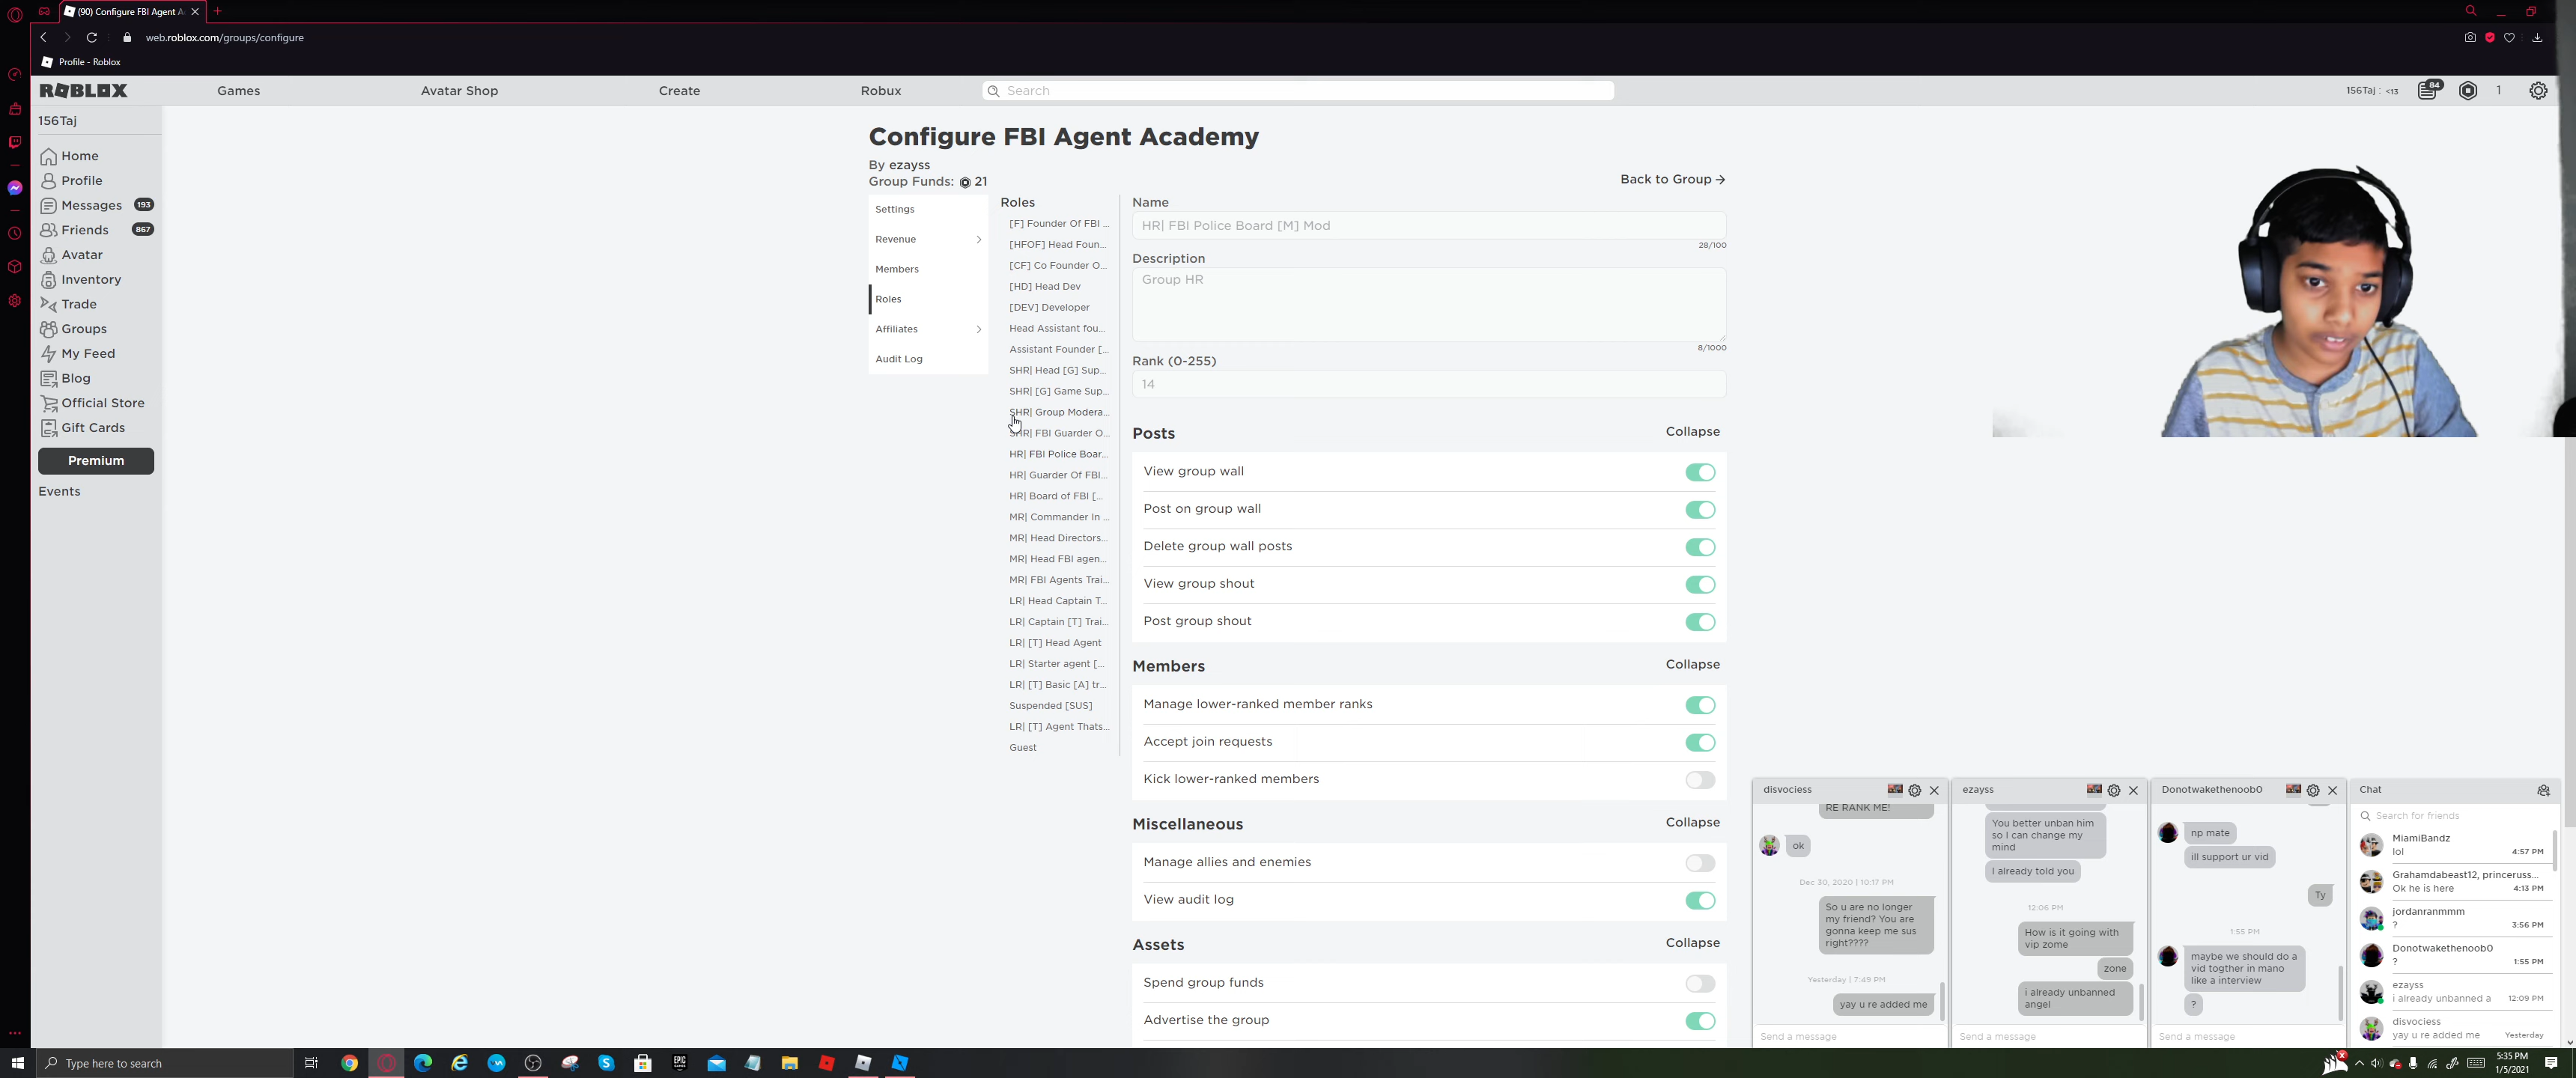 (90) Configure FBI Agent A
web.roblox.com/groups/configure
Profile - Roblox
ROBLOX
Games
Avatar Shop
Create
Robux
Search
156Taj : <13
84
1
156Taj
Home
Profile
Messages 193
Friends 867
Avatar
Inventory
Trade
Groups
My Feed
Blog
Official Store
Gift Cards
Premium
Events
Configure FBI Agent Academy
By ezayss
Group Funds: 21
Back to Group
Settings
Revenue
Members
Roles
Affiliates
Audit Log
Roles
[F] Founder Of FBI ...
[HFOF] Head Foun...
[CF] Co Founder O...
[HD] Head Dev
[DEV] Developer
Head Assistant fou...
Assistant Founder [...
SHR| Head [G] Sup...
SHR| [G] Game Sup...
SHR| Group Modera...
SHR| FBI Guarder O...
HR| FBI Police Boar...
HR| Guarder Of FBI...
HR| Board of FBI [...
MR| Commander In ...
MR| Head Directors...
MR| Head FBI agen...
MR| FBI Agents Trai...
LR| Head Captain T...
LR| Captain [T] Trai...
LR| [T] Head Agent
LR| Starter agent [...
LR| [T] Basic [A] tr...
Suspended [SUS]
LR| [T] Agent Thats...
Guest
Name
HR| FBI Police Board [M] Mod
28/100
Description
Group HR
8/1000
Rank (0-255)
14
Posts
Collapse
View group wall
Post on group wall
Delete group wall posts
View group shout
Post group shout
Members
Collapse
Manage lower-ranked member ranks
Accept join requests
Kick lower-ranked members
Miscellaneous
Collapse
Manage allies and enemies
View audit log
Assets
Collapse
Spend group funds
Advertise the group
disvociess
RE RANK ME!
ok
Dec 30, 2020 | 10:17 PM
So u are no longer
my friend? You are
gonna keep me sus
right????
Yesterday | 7:49 PM
yay u re added me
Send a message
ezayss
You better unban him
so I can change my
mind
I already told you
12:06 PM
How is it going with
vip zome
zone
i already unbanned
angel
Send a message
Donotwakethenoob0
np mate
ill support ur vid
Ty
1:55 PM
maybe we should do a
vid togther in mano
like a interview
?
Send a message
Chat
Search for friends
MiamiBandz
lol 4:57 PM
Grahamdabeast12, princeruss...
Ok he is here 4:13 PM
jordanranmmm
? 3:56 PM
Donotwakethenoob0
? 1:55 PM
ezayss
i already unbanned a 12:09 PM
disvociess
yay u re added me Yesterday
Type here to search
5:35 PM
1/5/2021